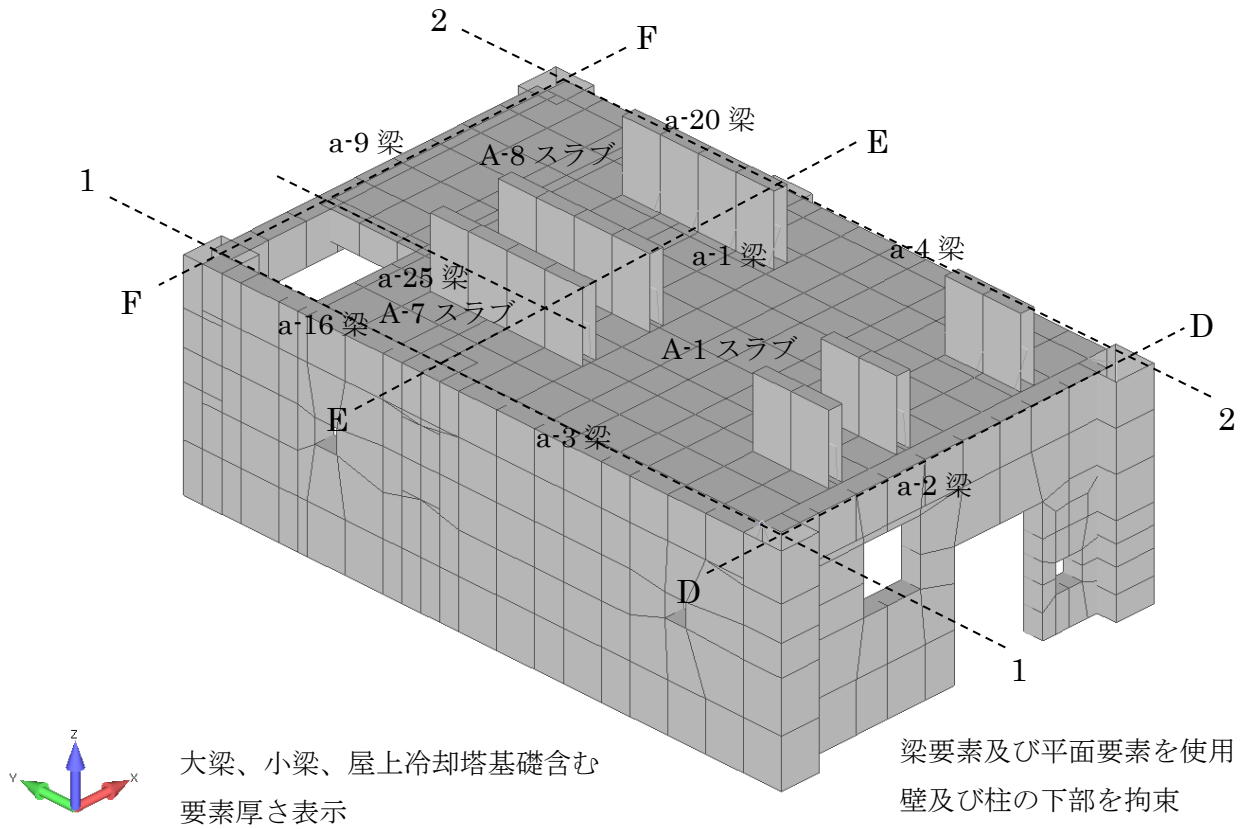 2
F
a-20 梁
a-9 梁
E
A-8 スラブ
1
a-1 梁
a-4 梁
a-25 梁
F
A-7 スラブ
a-16 梁
D
A-1 スラブ
2
E
a-3 梁
a-2 梁
D
1
Z
Y
X
大梁、小梁、屋上冷却塔基礎含む
要素厚さ表示
梁要素及び平面要素を使用
壁及び柱の下部を拘束